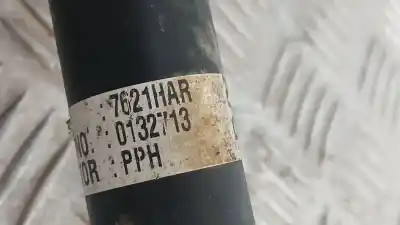 : 7621HAR
NO. : 0132713
OR : PPH